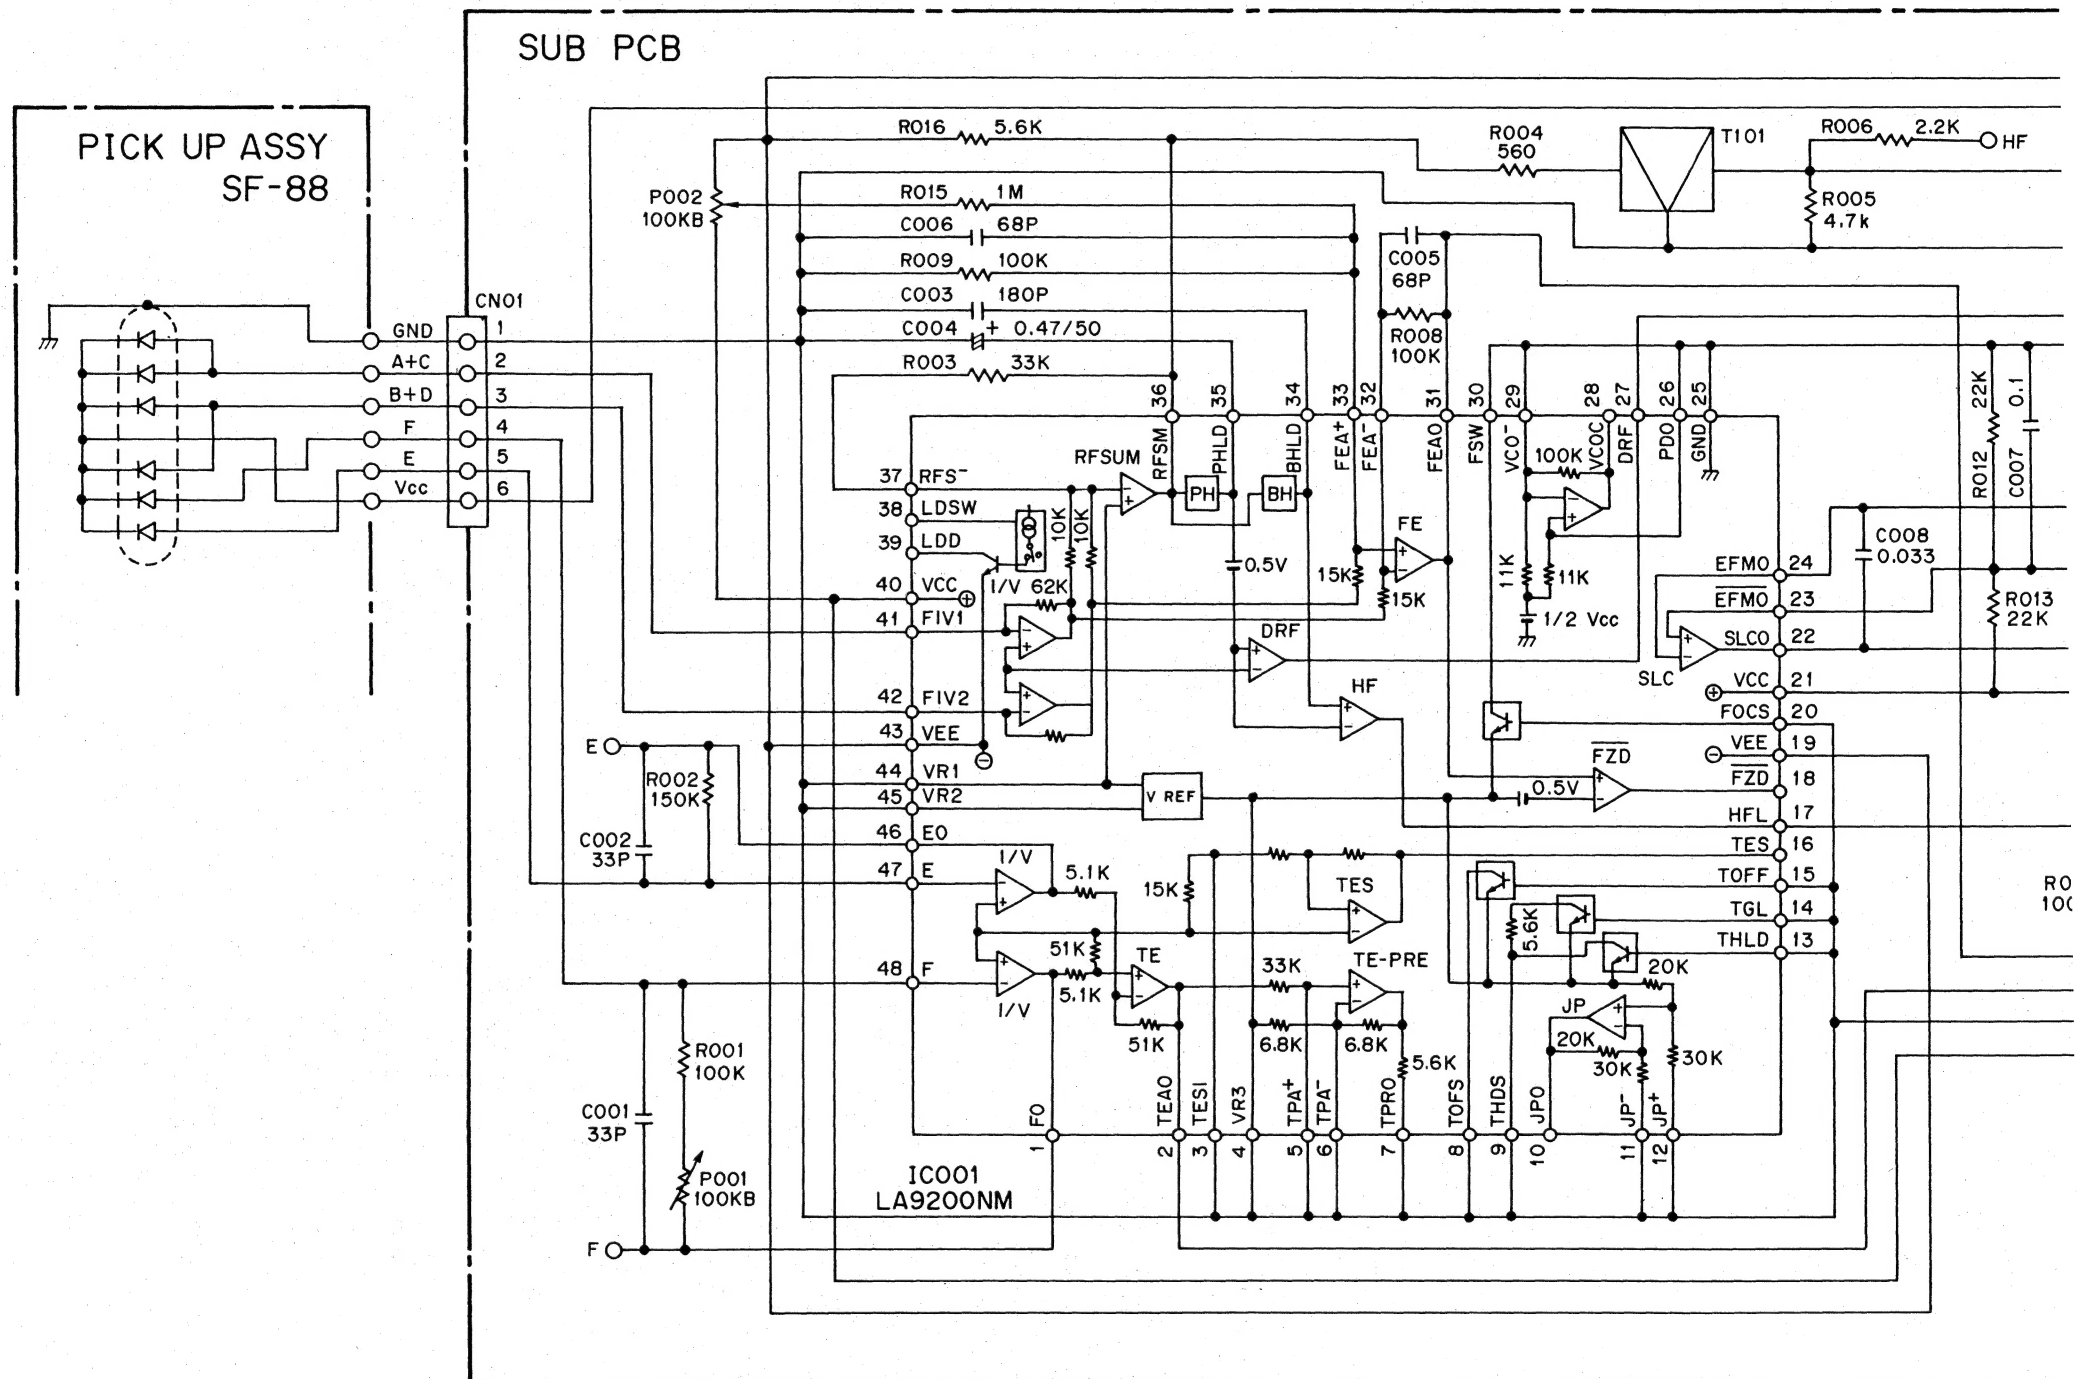 SUB PCB
PICK UP ASSY
SF-88
R016 5.6K
R004
560
T101
R006 2.2K
HF
P002
100KB
R015 1M
R005
4.7k
C006 68P
C005
68P
R009 100K
C003 180P
CN01
C004 + 0.47/50
R008
100K
R003 33K
GND 1
A+C 2
B+D 3
F 4
E 5
Vcc 6
36 35 34 33 32 31 30 29 28 27 26 25
RFSM PHLD BHLD FEA+ FEA- FEAO FSW VCO- VCOC DRF PDO GND
R012 22K
C007 0.1
RFSUM
PH
BH
100K
+
-
37 RFS-
38 LDSW
39 LDD
10K 10K
FE
0.5V
15K
15K
11K
11K
1/2 Vcc
C008
0.033
EFMO 24
EFMO 23
R013
22K
40 VCC
1/V 62K
41 FIV1
DRF
SLCO 22
SLC
VCC 21
42 FIV2
HF
FOCS 20
43 VEE
VEE 19
E
FZD
FZD 18
44 VR1
45 VR2
V REF
0.5V
R002
150K
HFL 17
C002
33P
46 EO
TES 16
47 E
1/V
5.1K
15K
TES
TOFF 15
R0
100
TGL 14
5.6K
THLD 13
51K
TE
TE-PRE
48 F
5.1K
1/V
33K
20K
JP
51K
6.8K 6.8K
20K
30K
30K
5.6K
R001
100K
C001
33P
FO TEAO TESI VR3 TPA+ TPA- TPRO TOFS THDS JPO JP- JP+
1 2 3 4 5 6 7 8 9 10 11 12
P001
100KB
IC001
LA9200NM
F